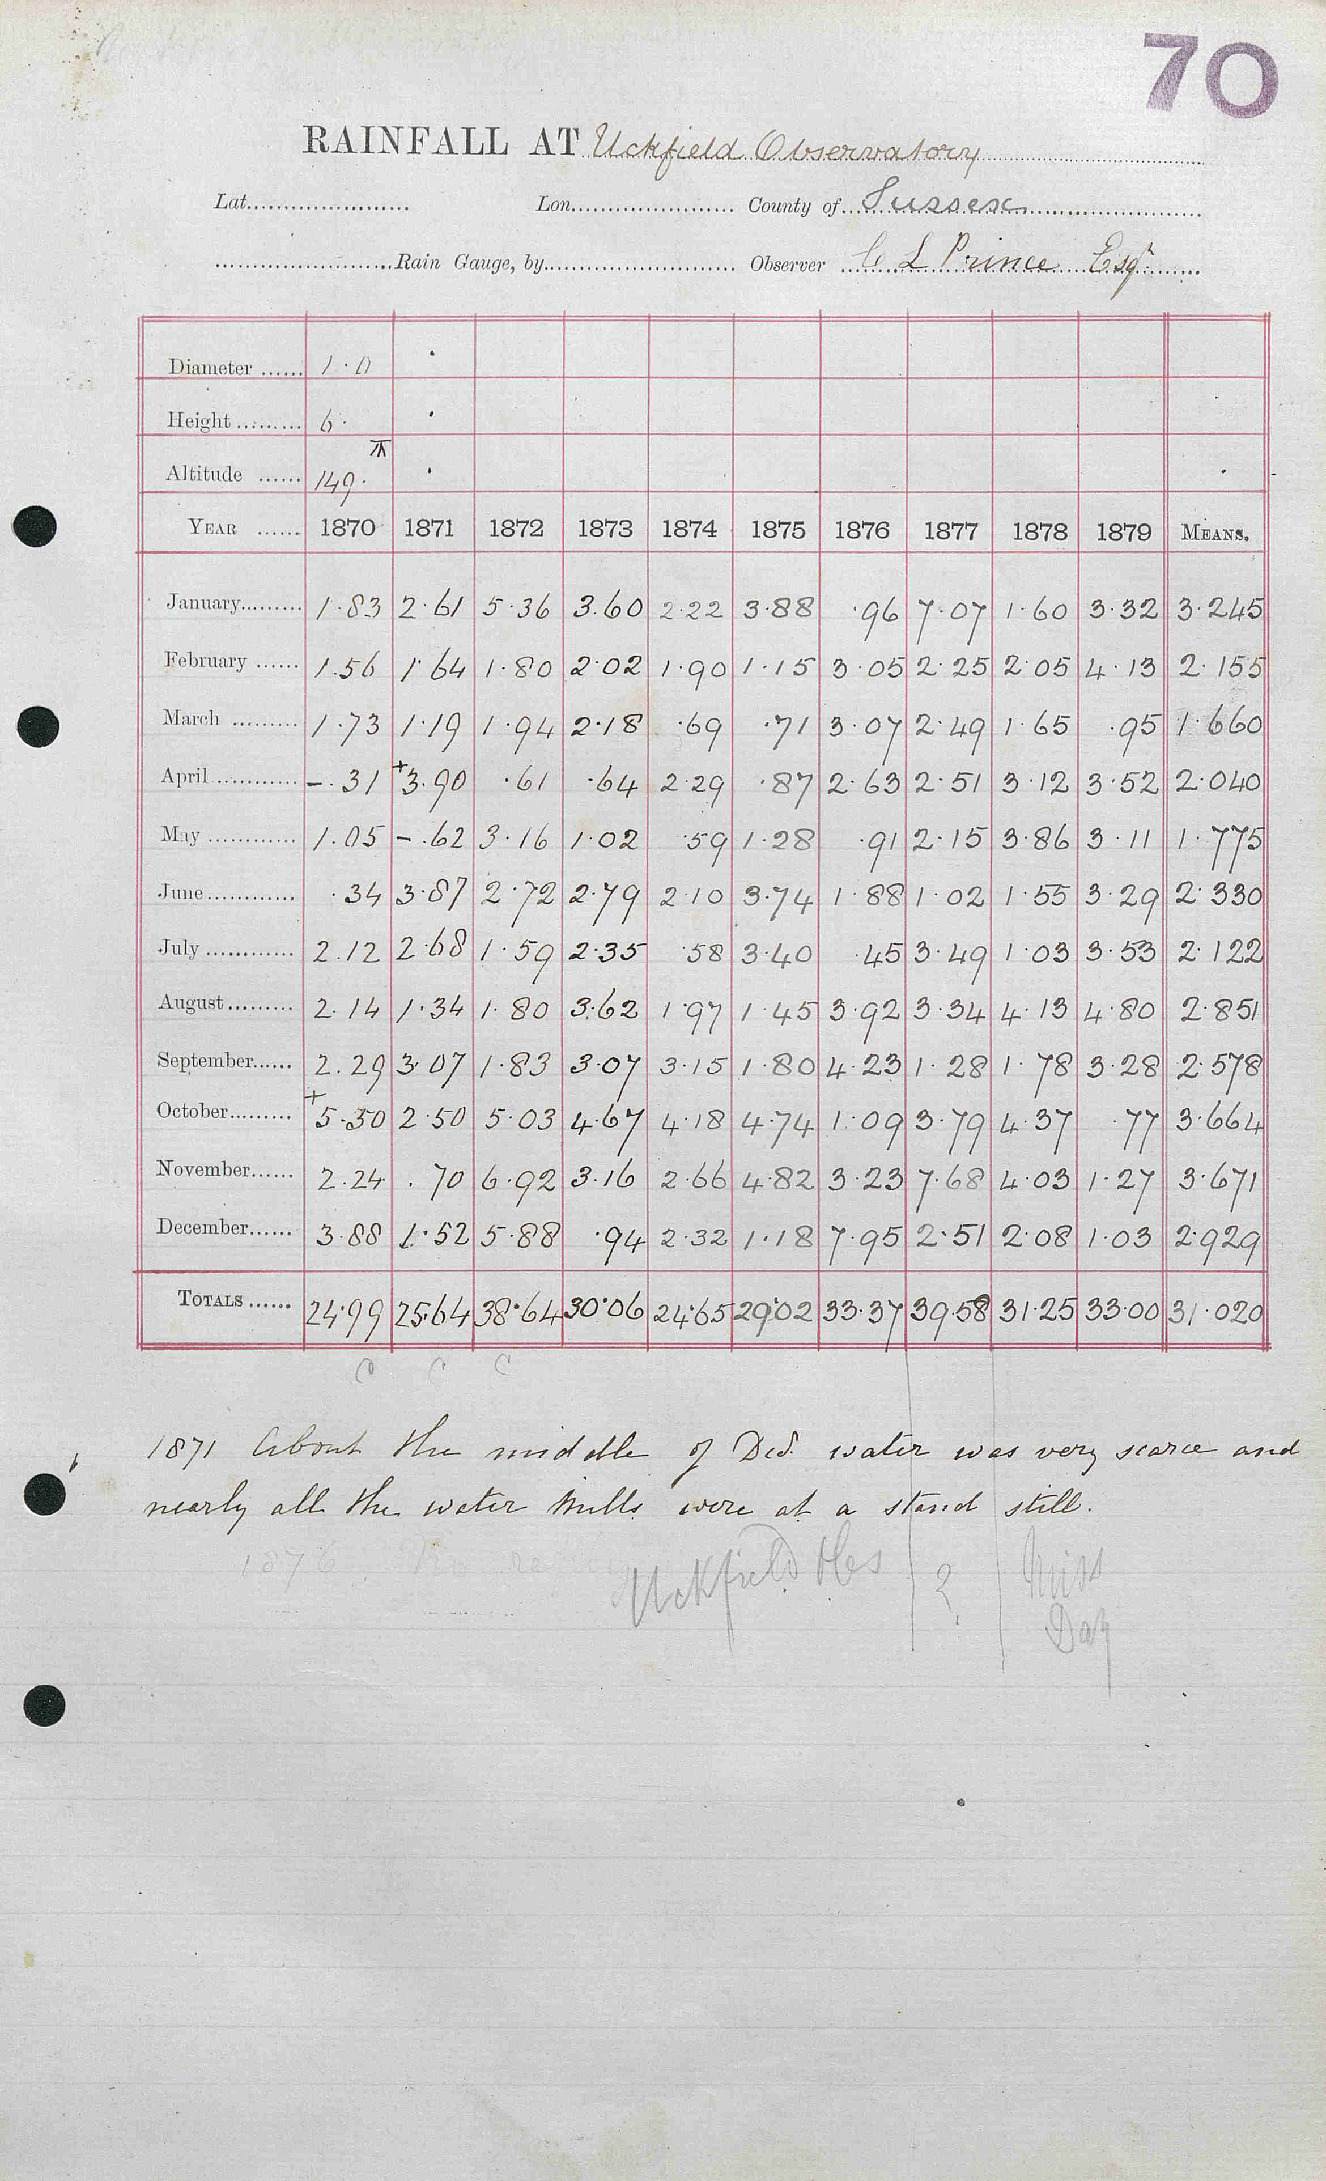 70
RAINFALL AT Uckfield Observatory
Lat. Lon. County of Sussex
Rain Gauge, by Observer C L Prince Esqr
Diameter 1.0
Height 6.
Altitude 149.
YEAR 1870 1871 1872 1873 1874 1875 1876 1877 1878 1879 MEANS.
January 1.83 2.61 5.36 3.60 2.22 3.88 .96 7.07 1.60 3.32 3.245
February 1.56 1.64 1.80 2.02 1.90 1.15 3.05 2.25 2.05 4.13 2.155
March 1.73 1.19 1.94 2.18 .69 .71 3.07 2.49 1.65 .95 1.660
April -.31 +3.90 .61 .64 2.29 .87 2.63 2.51 3.12 3.52 2.040
May 1.05 -.62 3.16 1.02 .59 1.28 .91 2.15 3.86 3.11 1.775
June .34 3.87 2.72 2.79 2.10 3.74 1.88 1.02 1.55 3.29 2.330
July 2.12 2.68 1.59 2.35 .58 3.40 .45 3.49 1.03 3.53 2.122
August 2.14 1.34 1.80 3.62 1.97 1.45 3.92 3.34 4.13 4.80 2.851
September 2.29 3.07 1.83 3.07 3.15 1.80 4.23 1.28 1.78 3.28 2.578
October +5.50 2.50 5.03 4.67 4.18 4.74 1.09 3.79 4.37 .77 3.664
November 2.24 .70 6.92 3.16 2.66 4.82 3.23 7.68 4.03 1.27 3.671
December 3.88 1.52 5.88 .94 2.32 1.18 7.95 2.51 2.08 1.03 2.929
TOTALS 24.99 25.64 38.64 30.06 24.65 29.02 33.37 39.58 31.25 33.00 31.020
C C C
1871 About the middle of Decr. water was very scarce and
nearly all the water Mills were at a stand still.
1876. No
Uckfield Obs ? Miss
Day